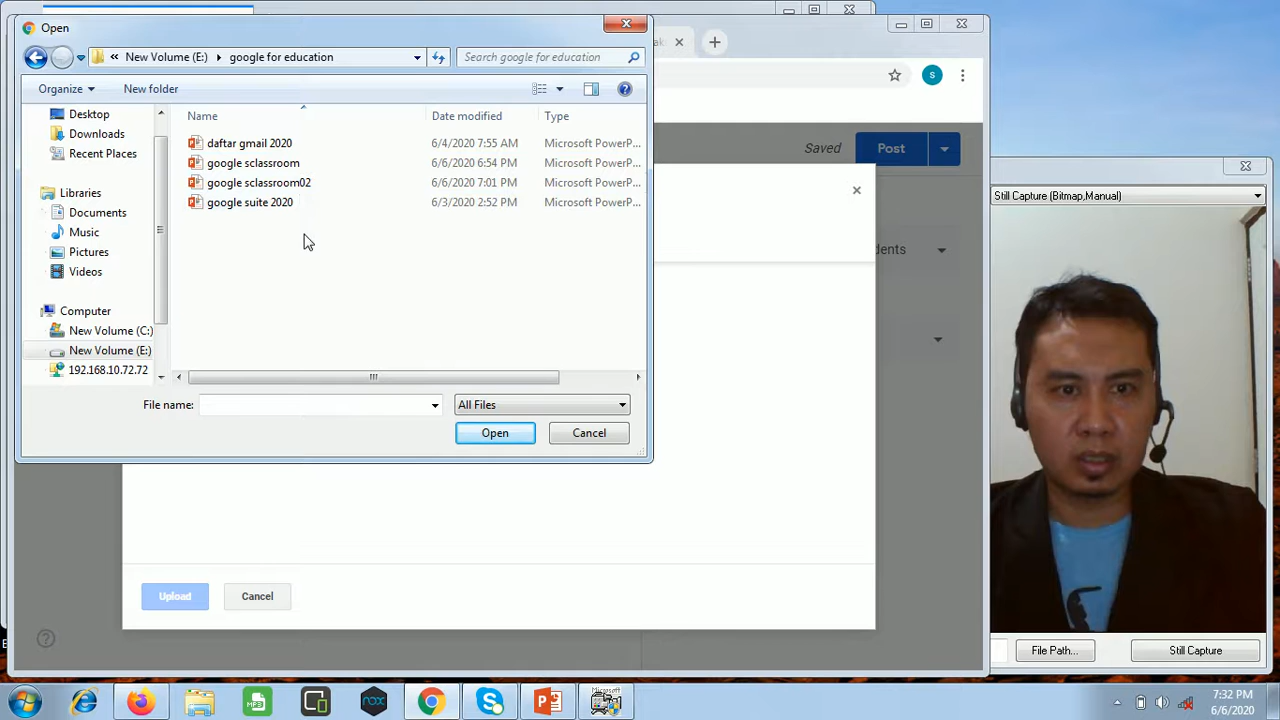 Open
« New Volume (E:) google for education
Search google for education
Organize New folder
Name Date modified Type
daftar gmail 2020 6/4/2020 7:55 AM Microsoft PowerP...
google sclassroom 6/6/2020 6:54 PM Microsoft PowerP...
google sclassroom02 6/6/2020 7:01 PM Microsoft PowerP...
google suite 2020 6/3/2020 2:52 PM Microsoft PowerP...
Desktop
Downloads
Recent Places
Libraries
Documents
Music
Pictures
Videos
Computer
New Volume (C:)
New Volume (E:)
192.168.10.72.72
File name:
All Files
Open Cancel
s
Saved Post
dents
Upload Cancel
Still Capture (Bitmap,Manual)
File Path...
Still Capture
nox
Microsoft
7:32 PM
6/6/2020